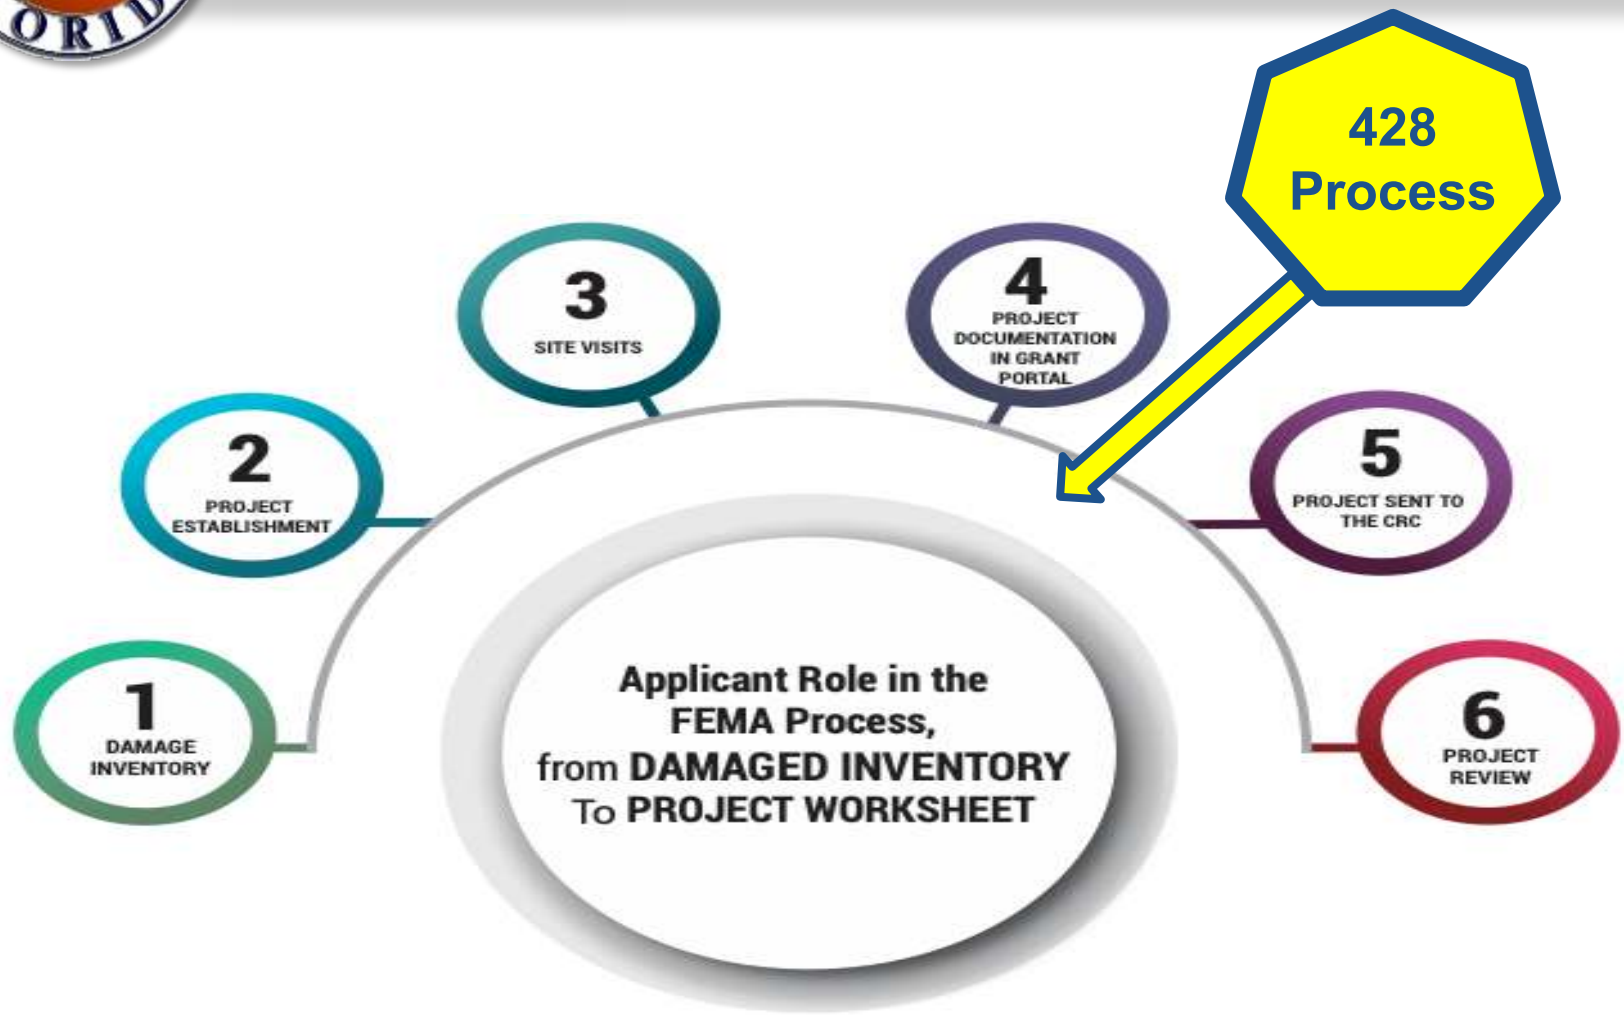 ORID
428
Process
3
SITE VISITS
4
PROJECT
DOCUMENTATION
IN GRANT
PORTAL
2
PROJECT
ESTABLISHMENT
5
PROJECT SENT TO
THE CRC
1
DAMAGE
INVENTORY
Applicant Role in the
FEMA Process,
from DAMAGED INVENTORY
To PROJECT WORKSHEET
6
PROJECT
REVIEW